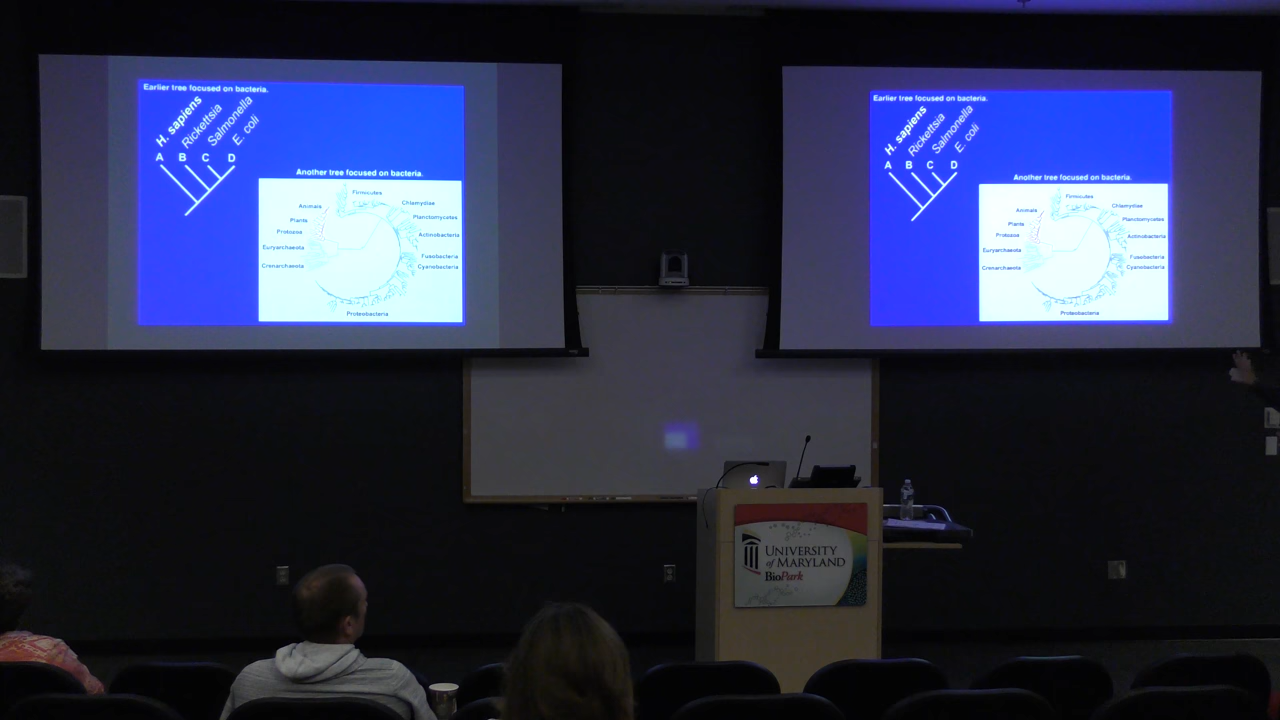 Earlier tree focused on bacteria.
H. sapiens
Rickettsia
Salmonella
E. coli
A B C D
Another tree focused on bacteria.
Firmicutes
Animals
Chlamydiae
Plants
Planctomycetes
Protozoa
Actinobacteria
Euryarchaeota
Fusobacteria
Crenarchaeota
Cyanobacteria
Proteobacteria
Earlier tree focused on bacteria.
H. sapiens
Rickettsia
Salmonella
E. coli
A B C D
Another tree focused on bacteria.
Firmicutes
Animals
Chlamydiae
Plants
Planctomycetes
Protozoa
Actinobacteria
Euryarchaeota
Fusobacteria
Crenarchaeota
Cyanobacteria
Proteobacteria
UNIVERSITY
of MARYLAND
BioPark